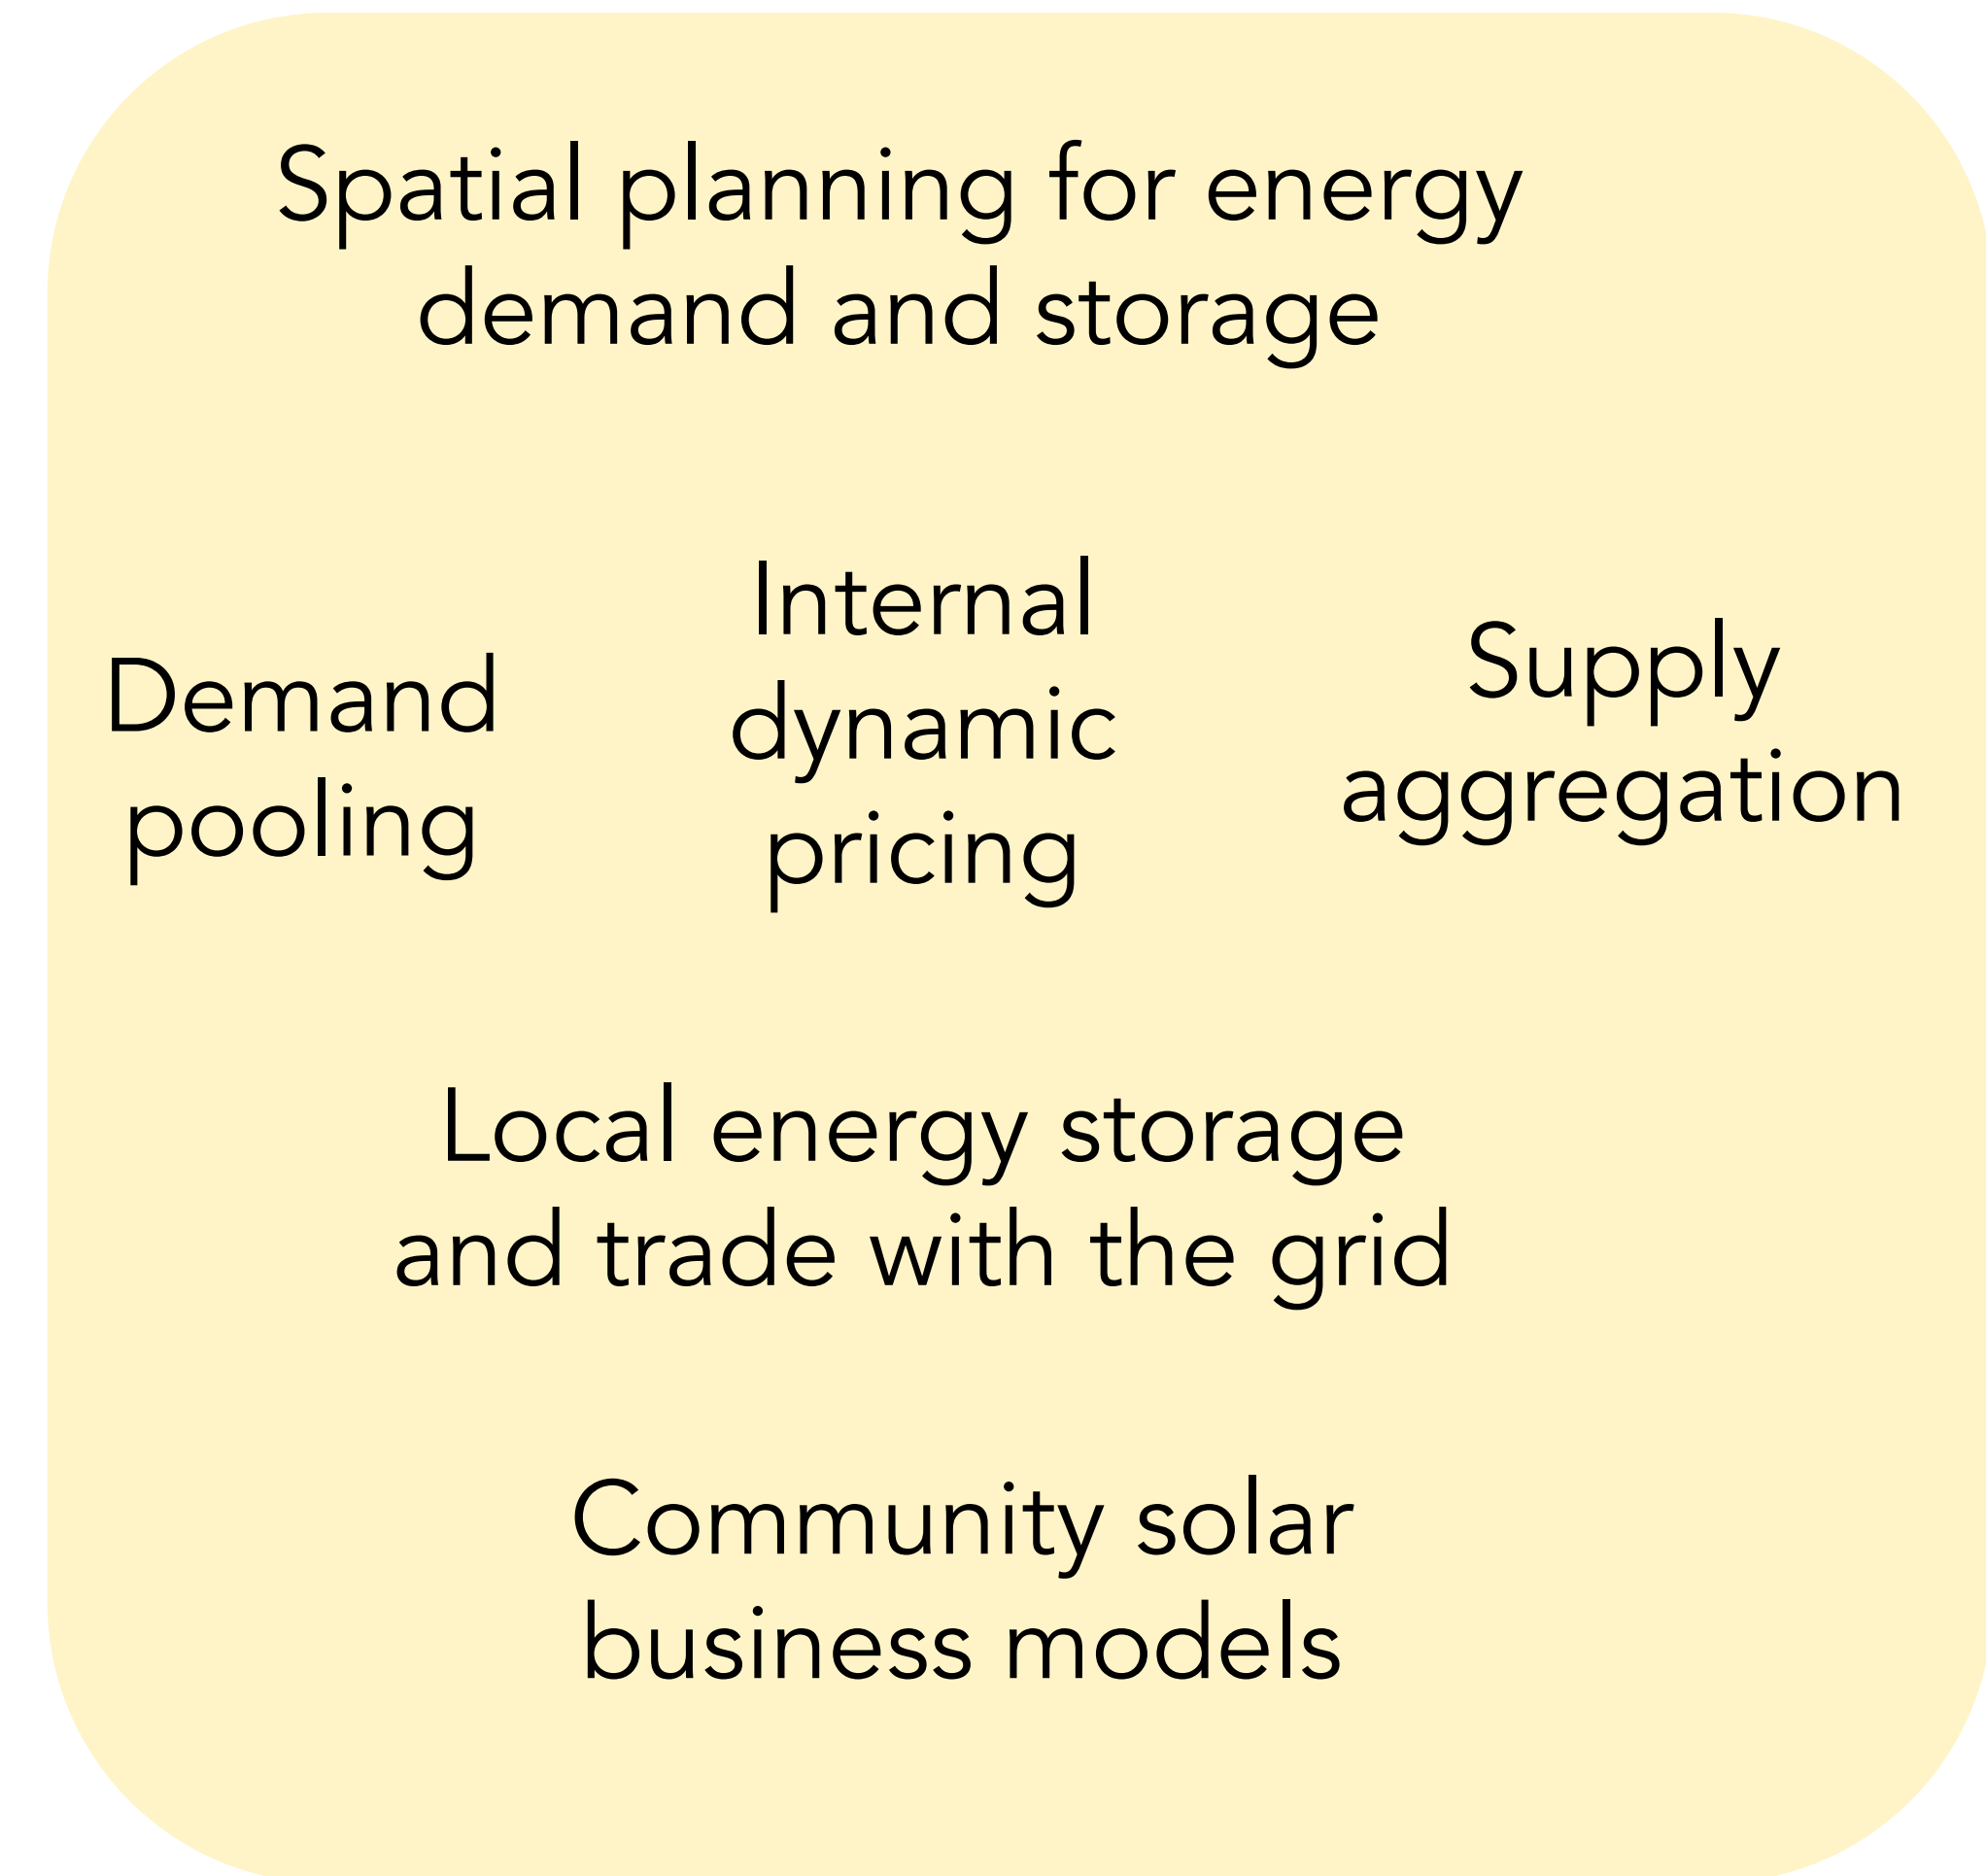 Spatial planning for energy
demand and storage
Demand
pooling
Internal
dynamic
pricing
Supply
aggregation
Local energy storage
and trade with the grid
Community solar
business models